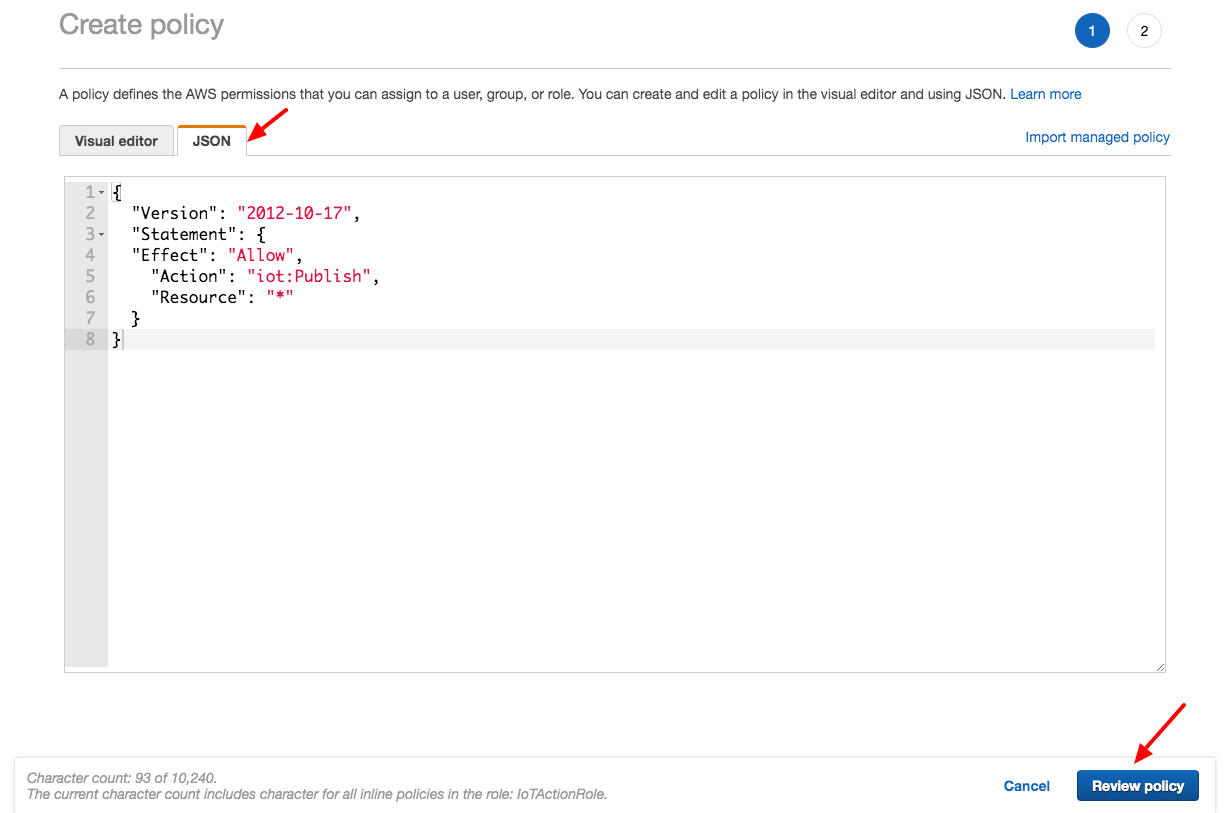 Create policy
1
2
A policy defines the AWS permissions that you can assign to a user, group, or role. You can create and edit a policy in the visual editor and using JSON. Learn more
Visual editor
JSON
Import managed policy
1 {
2   "Version": "2012-10-17",
3   "Statement": {
4   "Effect": "Allow",
5     "Action": "iot:Publish",
6     "Resource": "*"
7   }
8 }
Character count: 93 of 10,240.
The current character count includes character for all inline policies in the role: IoTActionRole.
Cancel
Review policy